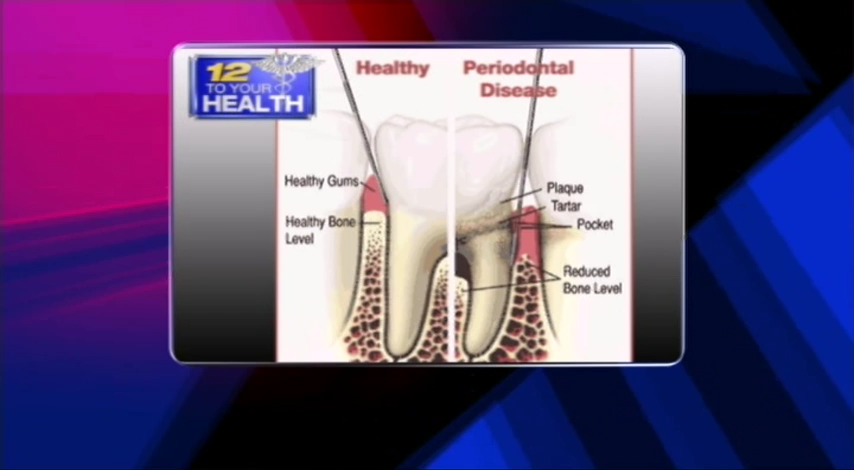 12
TO YOUR
HEALTH
Healthy
Periodontal
Disease
Healthy Gums
Healthy Bone
Level
Plaque
Tartar
Pocket
Reduced
Bone Level